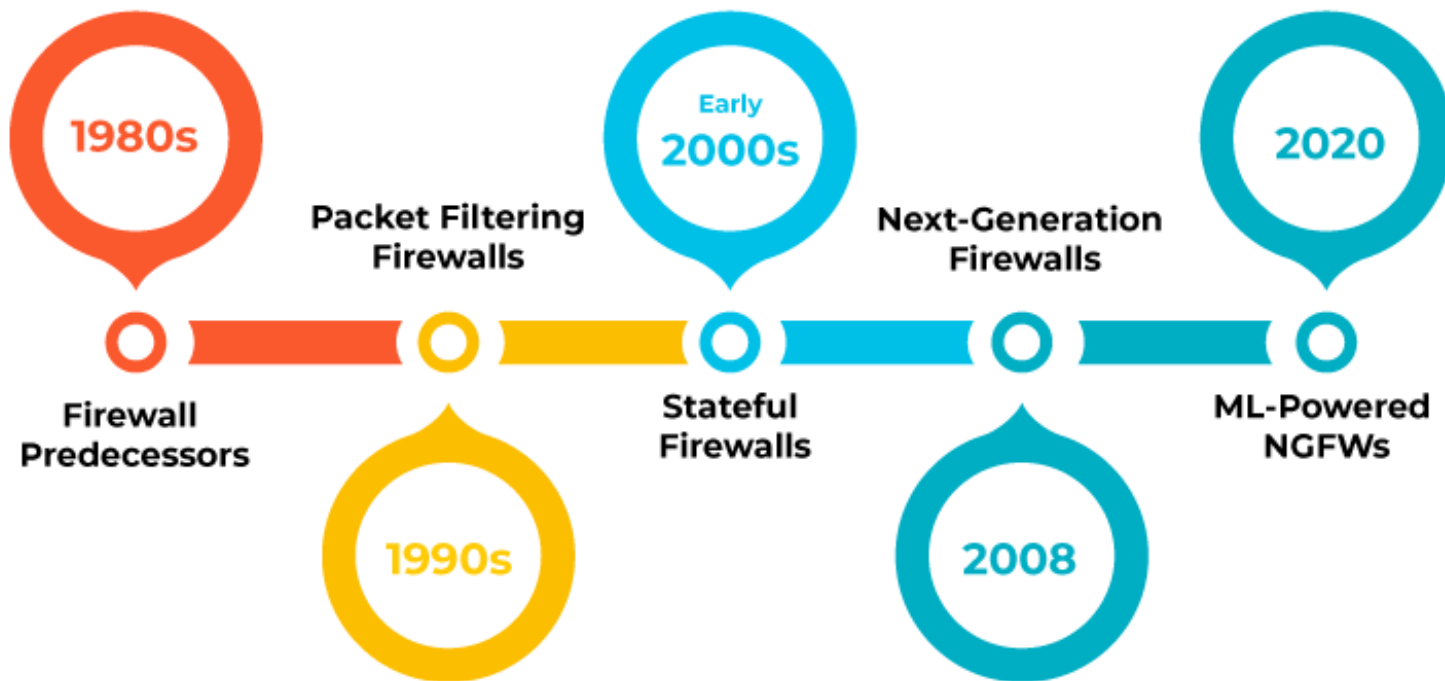 1980s
Firewall
Predecessors
Packet Filtering
Firewalls
1990s
Early
2000s
Stateful
Firewalls
Next-Generation
Firewalls
2008
2020
ML-Powered
NGFWs